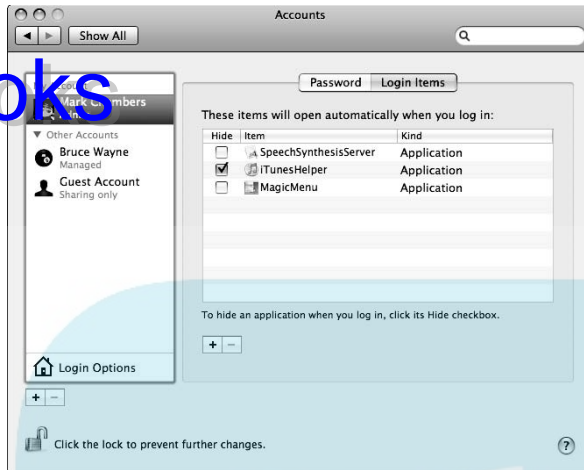 Accounts
Show All
oks
Mark Chambers
Other Accounts
Bruce Wayne
Managed
Guest Account
Sharing only
Login Options
Password Login Items
These items will open automatically when you log in:
Hide Item Kind
SpeechSynthesisServer Application
iTunesHelper Application
MagicMenu Application
To hide an application when you log in, click its Hide checkbox.
+ −
+ −
Click the lock to prevent further changes.
?